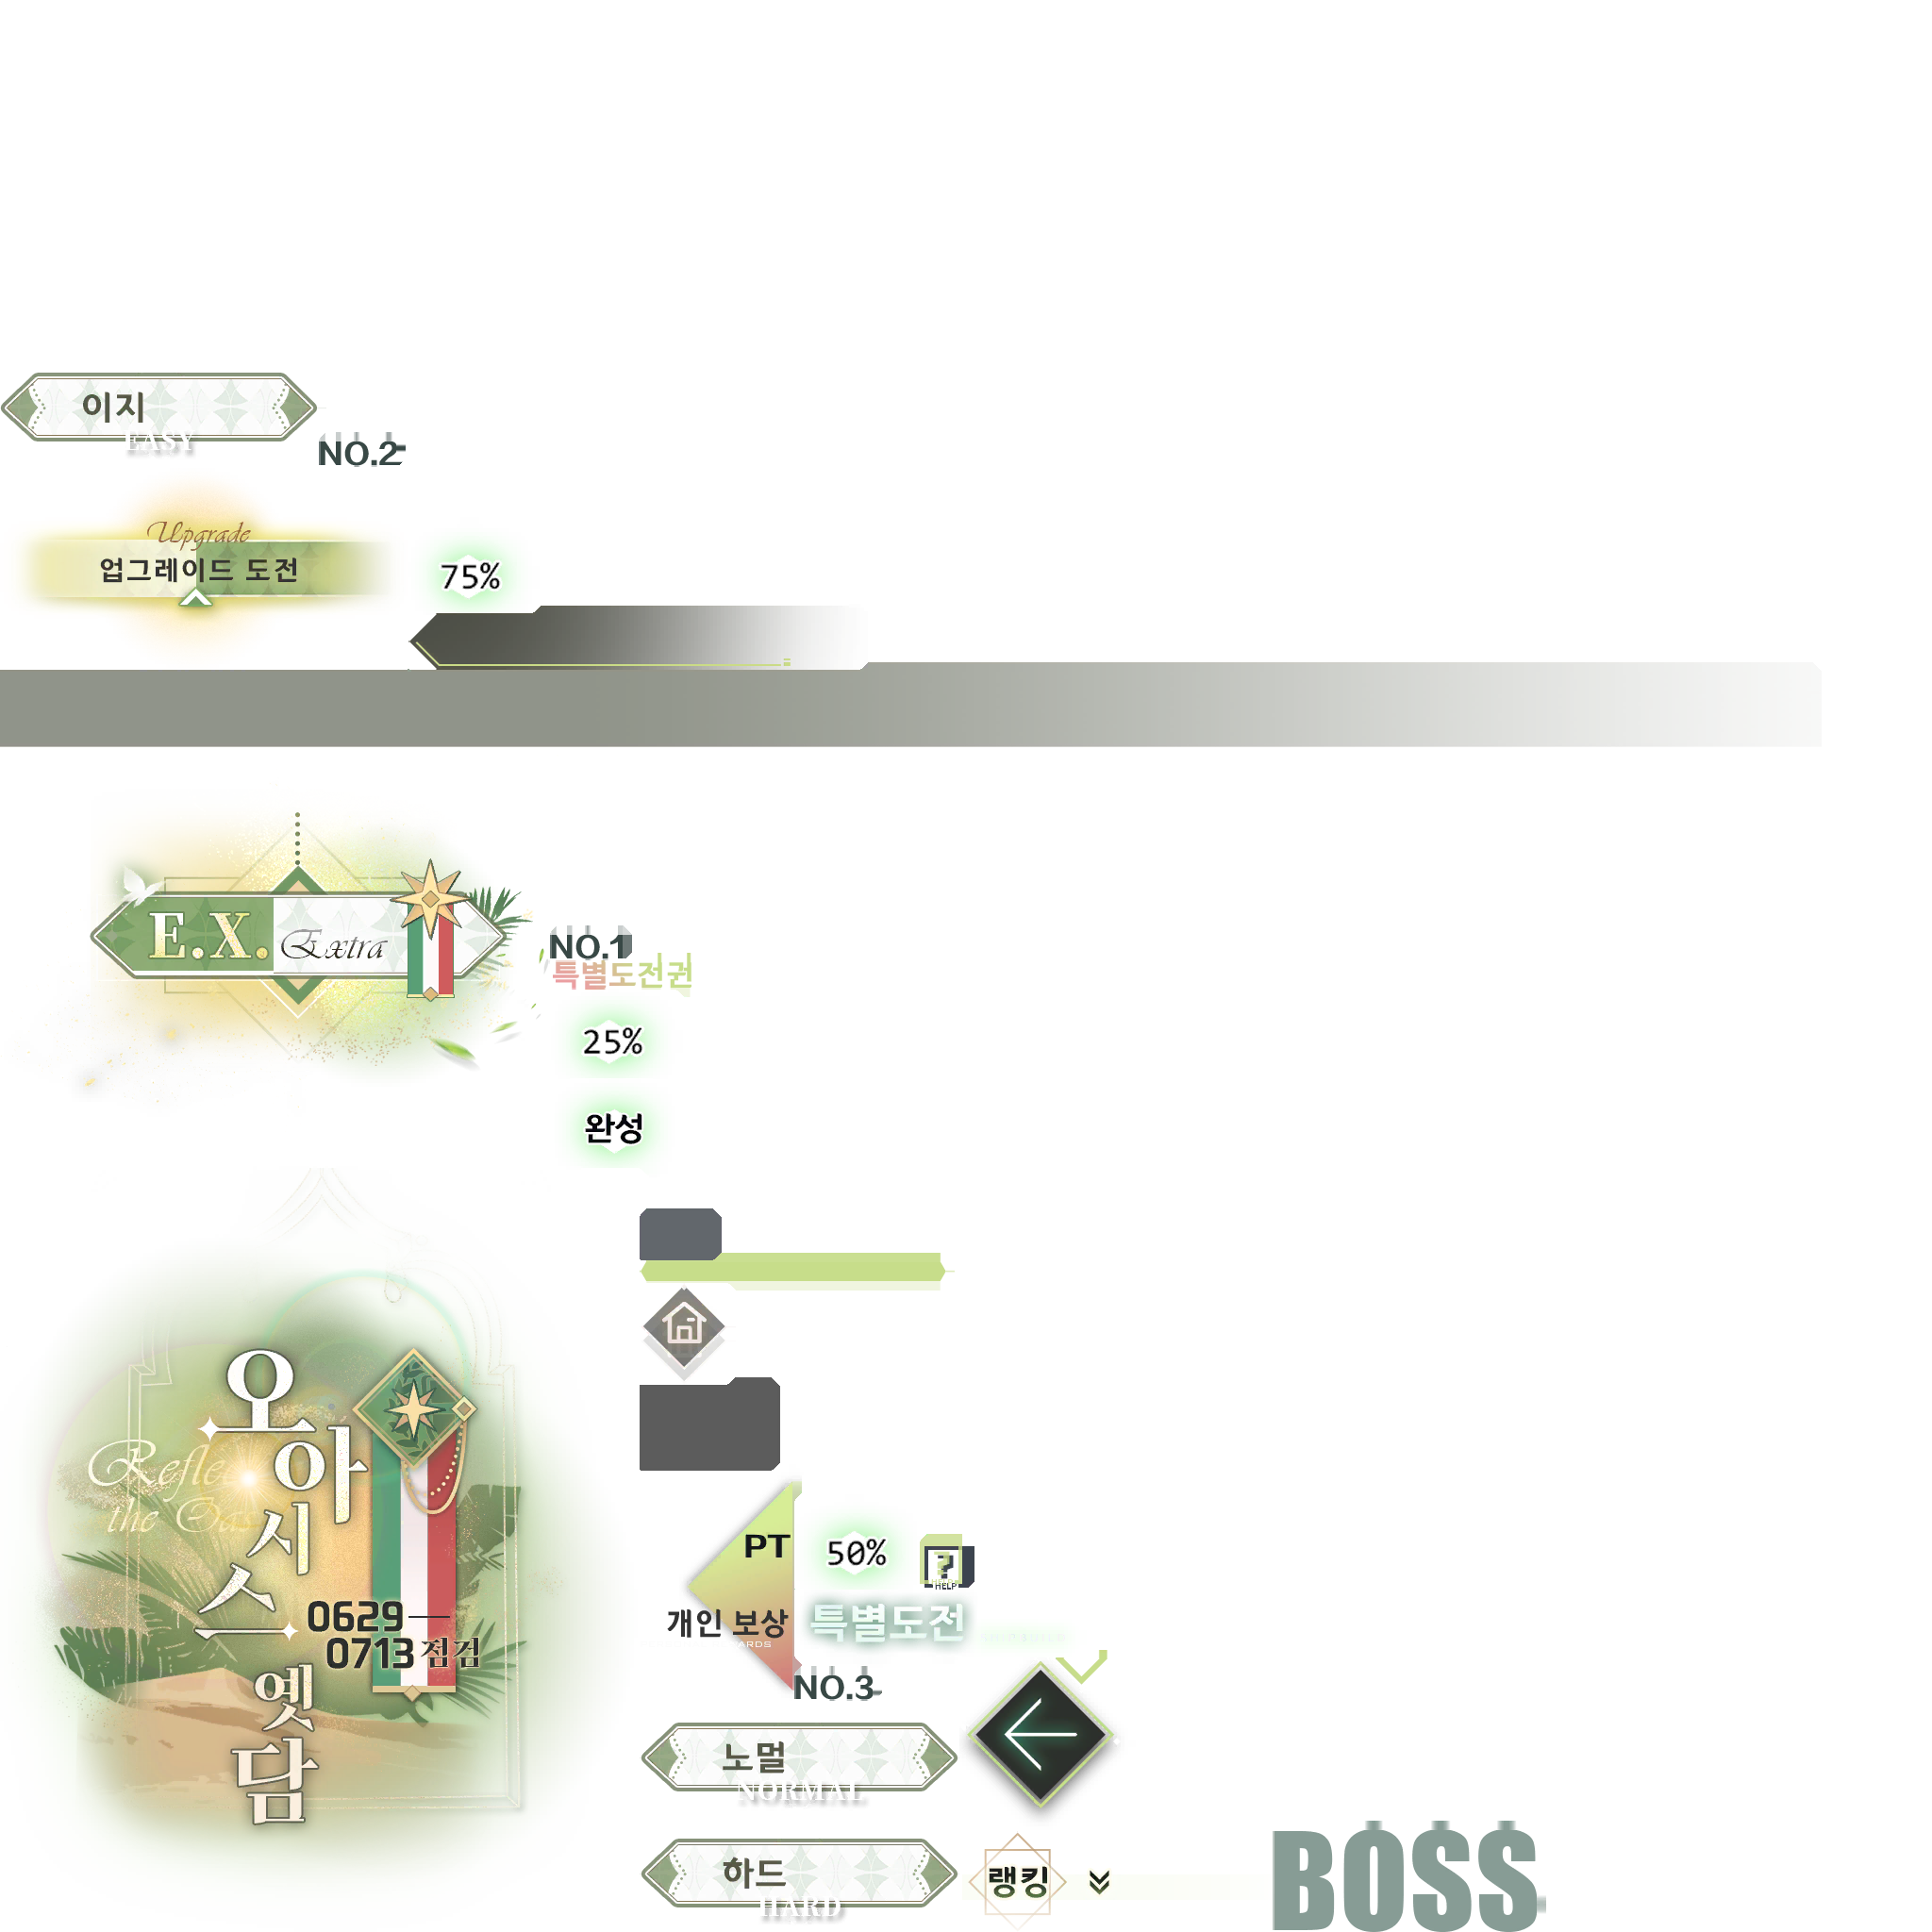 이지
EASY
NO.2
Upgrade
업그레이드 도전
75%
E.X. Extra
NO.1
특별도전권
25%
완성
오아시스 옛담
Refle
the Oas
0629
0713 점검
PT
개인 보상
50%
?
HELP
특별도전
NO.3
노멀
NORMAL
하드
HARD
랭킹
BOSS